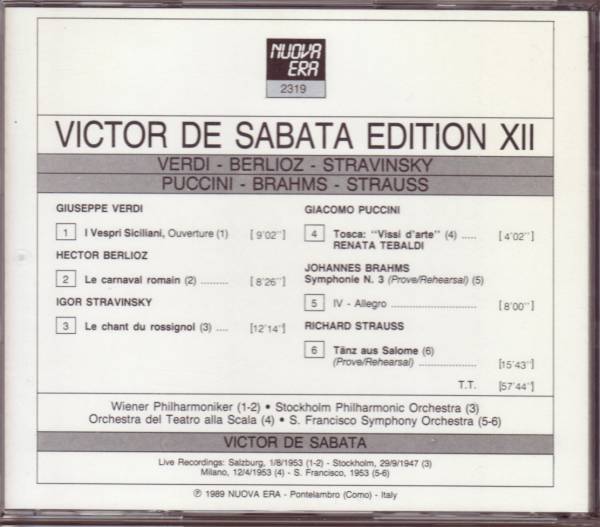 NUOVA
ERA
2319
VICTOR DE SABATA EDITION XII
VERDI - BERLIOZ - STRAVINSKY
PUCCINI - BRAHMS - STRAUSS
GIUSEPPE VERDI
1 I Vespri Siciliani, Ouverture (1) [9'02"]
HECTOR BERLIOZ
2 Le carnaval romain (2) ......... [8'26"]
IGOR STRAVINSKY
3 Le chant du rossignol (3) .... [12'14"]
GIACOMO PUCCINI
4 Tosca: "Vissi d'arte" (4) ..... [4'02"]
RENATA TEBALDI
JOHANNES BRAHMS
Symphonie N. 3 (Prove/Rehearsal) (5)
5 IV - Allegro ...................... [8'00"]
RICHARD STRAUSS
6 Tänz aus Salome (6)
(Prove/Rehearsal) ............... [15'43"]
T.T. [57'44"]
Wiener Philharmoniker (1-2) • Stockholm Philharmonic Orchestra (3)
Orchestra del Teatro alla Scala (4) • S. Francisco Symphony Orchestra (5-6)
VICTOR DE SABATA
Live Recordings: Salzburg, 1/8/1953 (1-2) - Stockholm, 29/9/1947 (3)
Milano, 12/4/1953 (4) - S. Francisco, 1953 (5-6)
℗ 1989 NUOVA ERA - Pontelambro (Como) - Italy